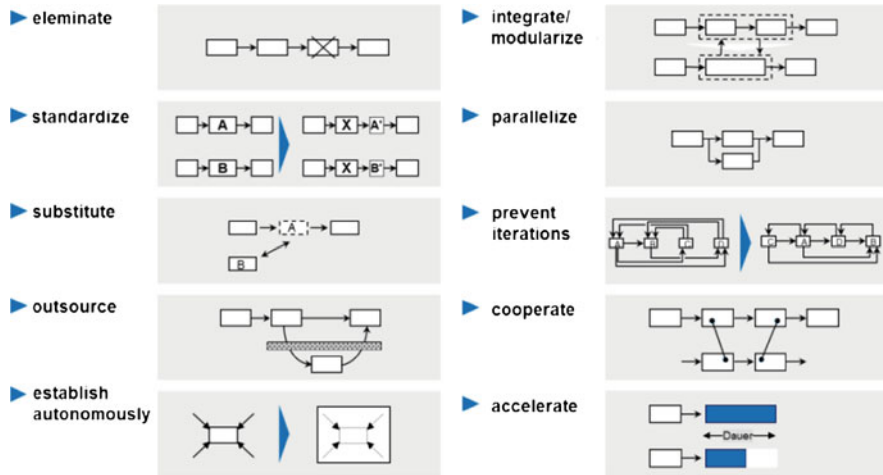 eleminate
standardize
A
X
A'
B
X
B'
substitute
A
B
outsource
establish
autonomously
integrate/
modularize
parallelize
prevent
iterations
A
B
C
D
C
A
D
B
cooperate
accelerate
Dauer